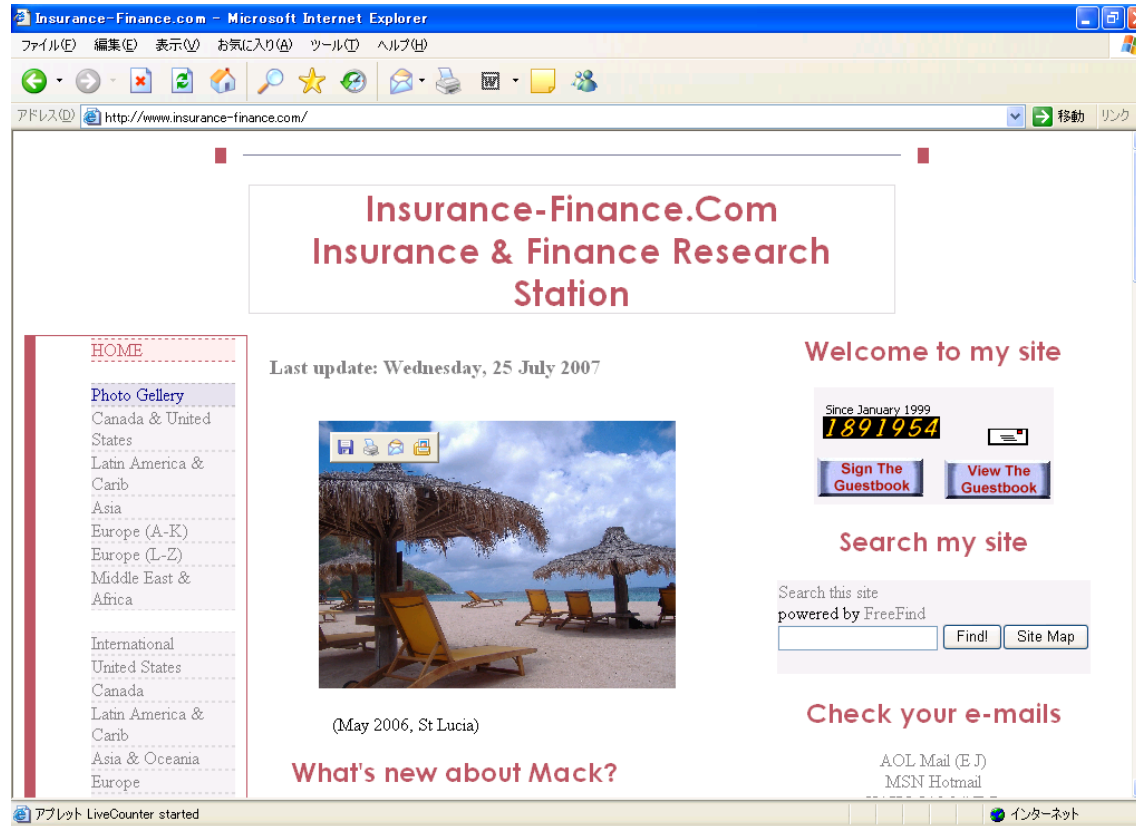 Insurance-Finance.com - Microsoft Internet Explorer
ファイル(F) 編集(E) 表示(V) お気に入り(A) ツール(T) ヘルプ(H)
アドレス(D) http://www.insurance-finance.com/ 移動 リンク
Insurance-Finance.Com
Insurance & Finance Research
Station
HOME
Photo Gellery
Canada & United
States
Latin America &
Carib
Asia
Europe (A-K)
Europe (L-Z)
Middle East &
Africa
International
United States
Canada
Latin America &
Carib
Asia & Oceania
Europe
Last update: Wednesday, 25 July 2007
(May 2006, St Lucia)
What's new about Mack?
Welcome to my site
Since January 1999
1891954
Sign The
Guestbook
View The
Guestbook
Search my site
Search this site
powered by FreeFind
Find! Site Map
Check your e-mails
AOL Mail (E J)
MSN Hotmail
アプレット LiveCounter started
インターネット